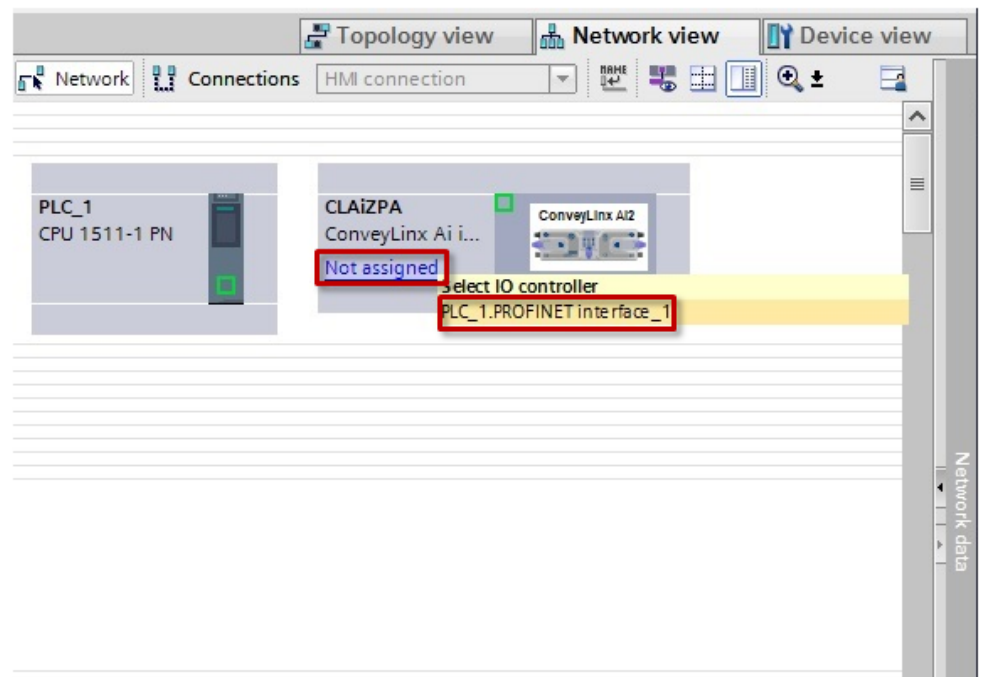 Topology view
Network view
Device view
Network
Connections
HMI connection
NAME
PLC_1
CPU 1511-1 PN
CLAiZPA
ConveyLinx Ai i...
Not assigned
ConveyLinx Ai2
Select IO controller
PLC_1.PROFINET interface_1
Network data